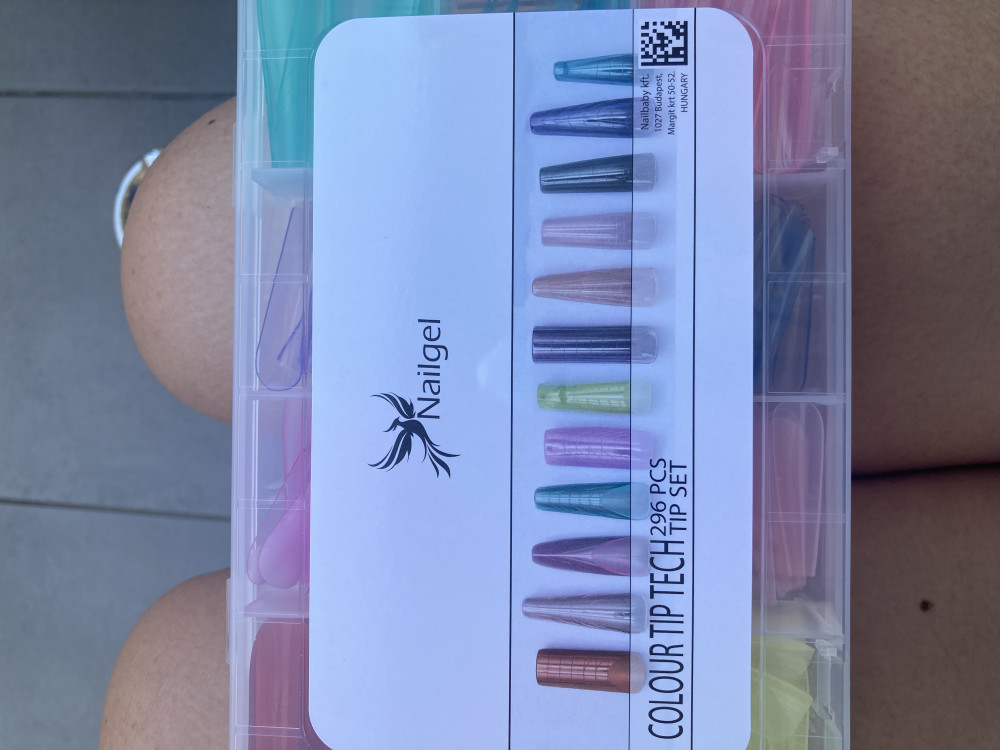 Nailgel
COLOUR TIP TECH
296 PCS
TIP SET
Nailbaby kft.
1027 Budapest,
Margit krt 50-52.
HUNGARY